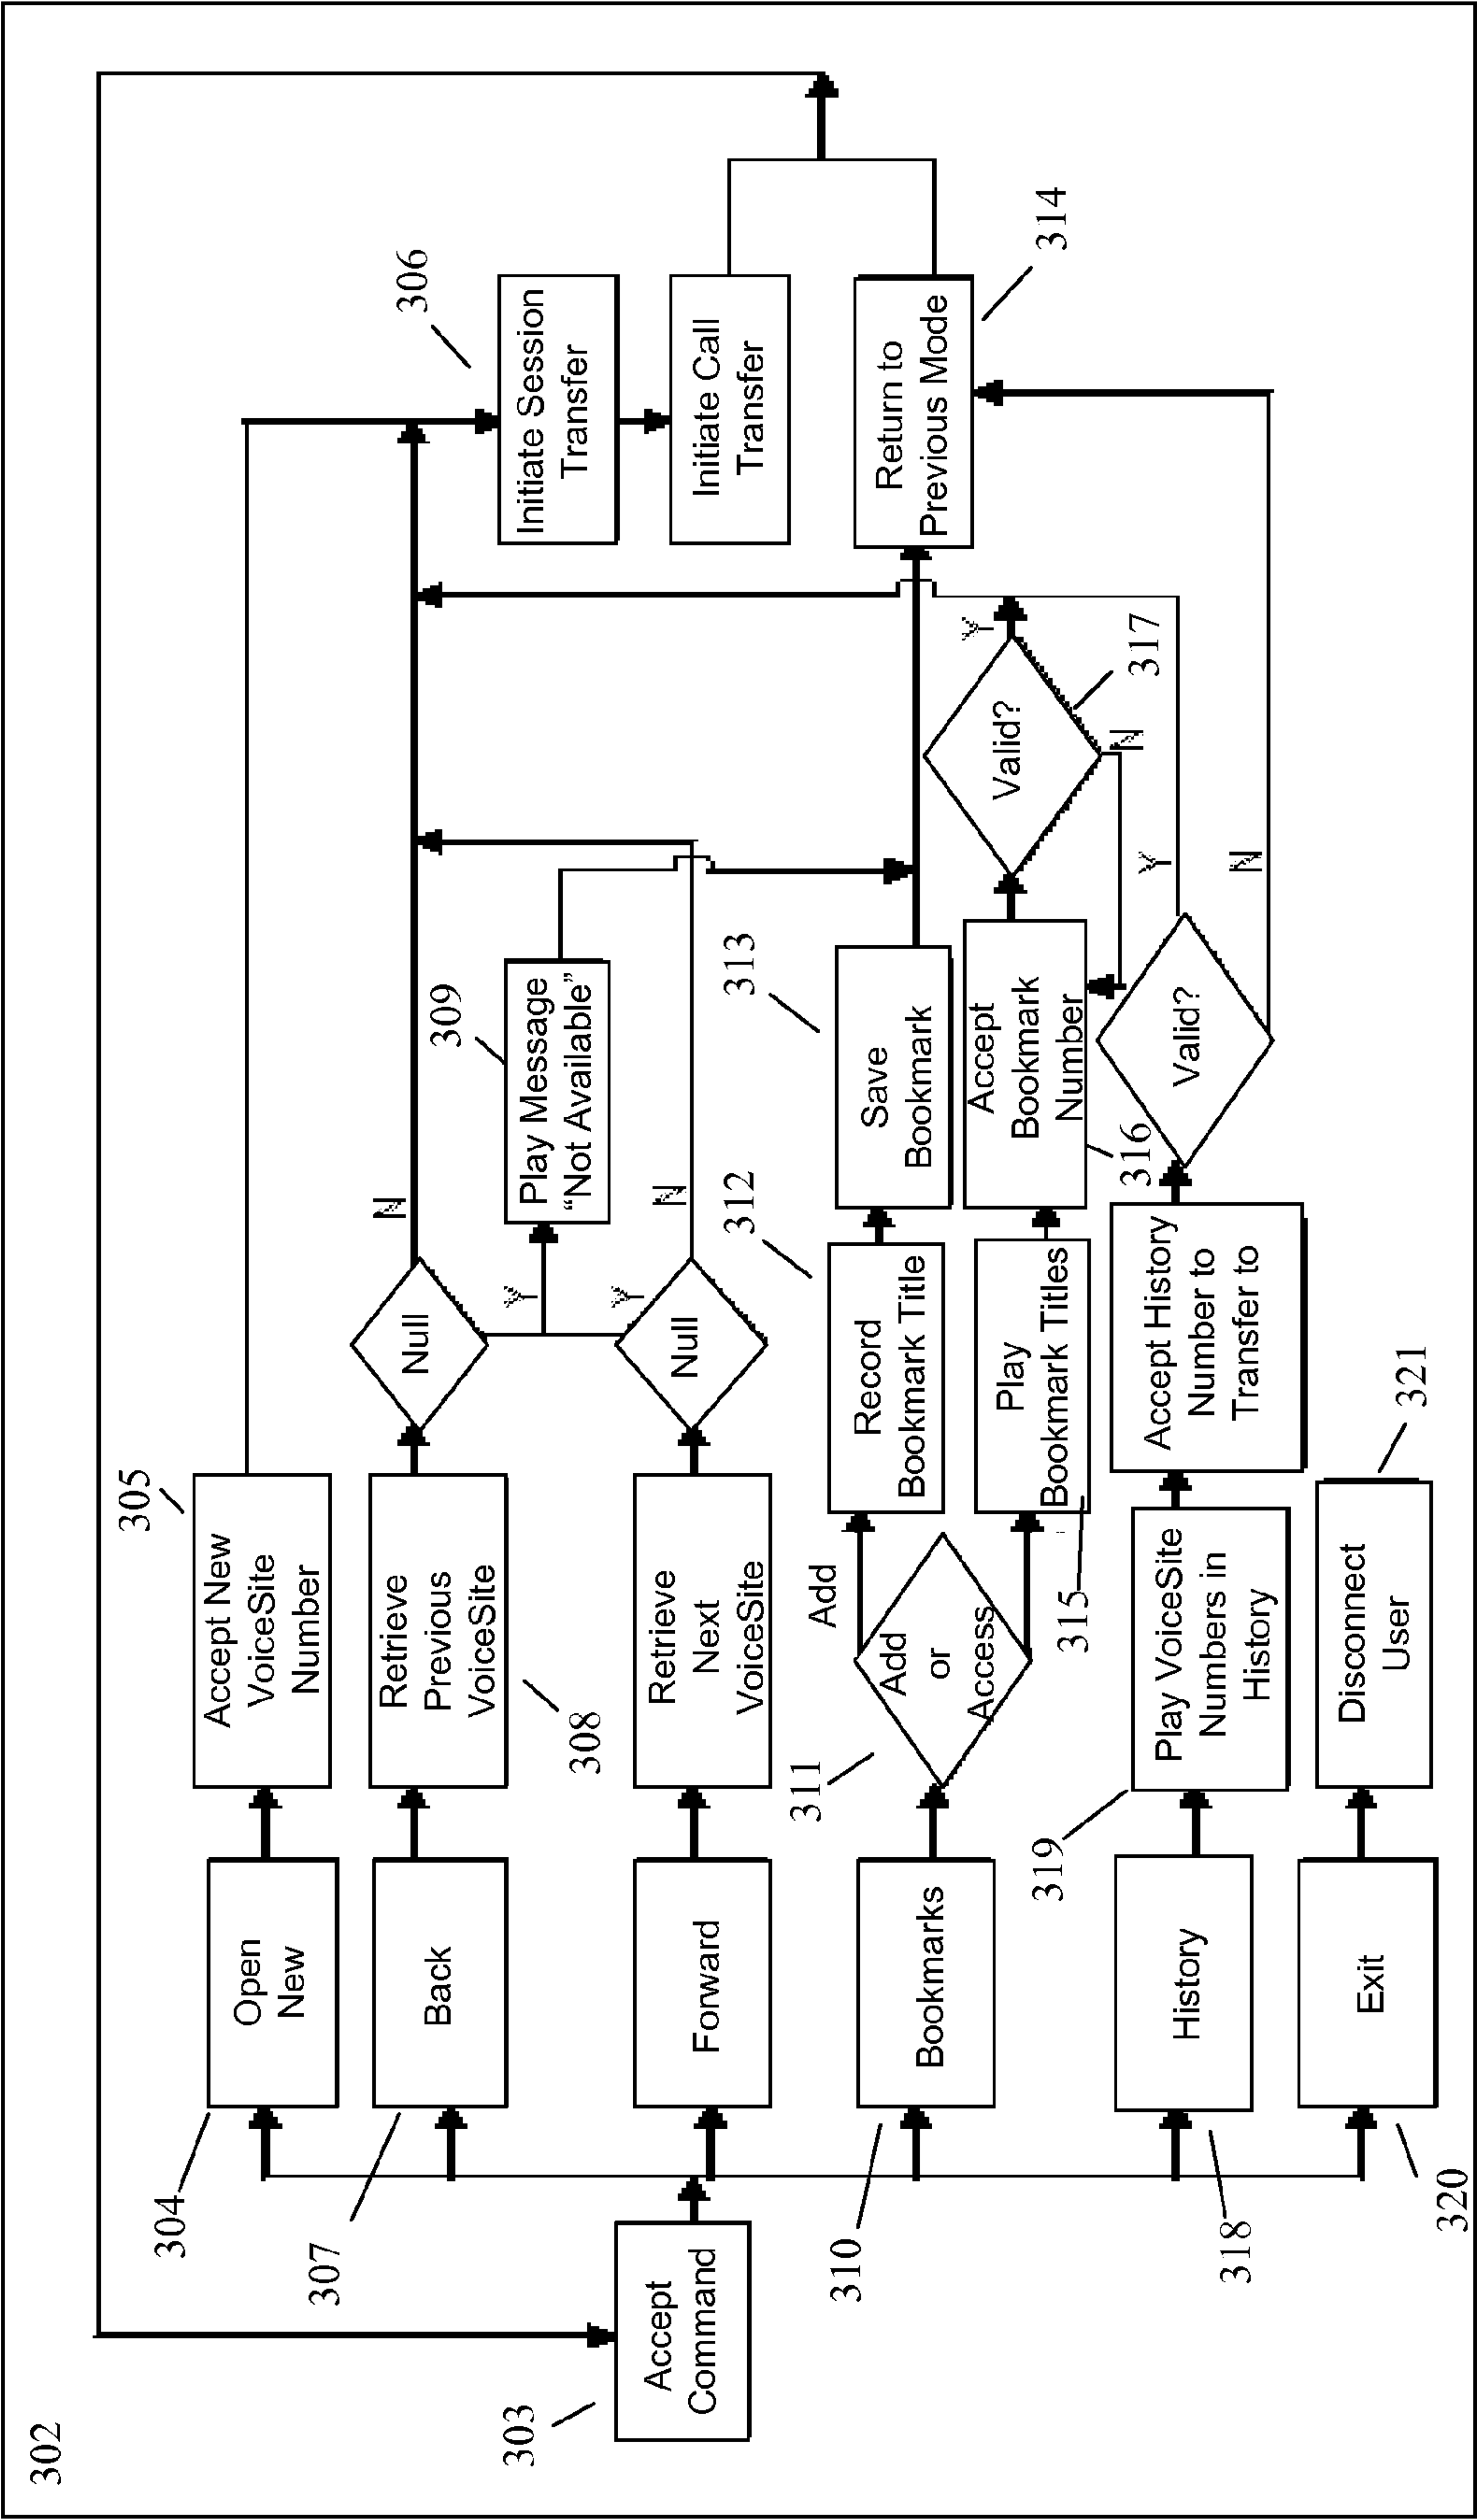 302
303
Accept
Command
304
Open
New
305
Accept New
VoiceSite
Number
307
Back
Retrieve
Previous
VoiceSite
308
Null
N
Y
309
Play Message
“Not Available”
306
Initiate Session
Transfer
Initiate Call
Transfer
Forward
Retrieve
Next
VoiceSite
Null
Y
N
310
Bookmarks
311
Add
or
Access
Add
312
Record
Bookmark Title
313
Save
Bookmark
Return to
Previous Mode
314
315
Play
Bookmark Titles
316
Accept
Bookmark
Number
Valid?
317
Y
N
318
History
319
Play VoiceSite
Numbers in
History
Accept History
Number to
Transfer to
Valid?
Y
N
320
Exit
321
Disconnect
User